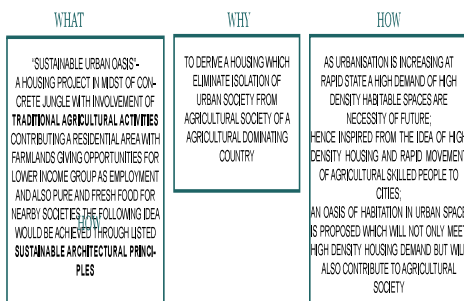 WHAT
"SUSTAINABLE URBAN OASIS"-
A HOUSING PROJECT IN MIDST OF CON-
CRETE JUNGLE WITH INVOLVEMENT OF
TRADITIONAL AGRICULTURAL ACTIVITIES
CONTRIBUTING A RESIDENTIAL AREA WITH
FARMLANDS GIVING OPPORTUNITIES FOR
LOWER INCOME GROUP AS EMPLOYMENT
AND ALSO PURE AND FRESH FOOD FOR
NEARBY SOCIETIES.THE FOLLOWING IDEA
WOULD BE ACHIEVED THROUGH LISTED
SUSTAINABLE ARCHITECTURAL PRINCI-
PLES
HOW
WHY
TO DERIVE A HOUSING WHICH
ELIMINATE ISOLATION OF
URBAN SOCIETY FROM
AGRICULTURAL SOCIETY OF A
AGRICULTURAL DOMINATING
COUNTRY
HOW
AS URBANISATION IS INCREASING AT
RAPID STATE A HIGH DEMAND OF HIGH
DENSITY HABITABLE SPACES ARE
NECESSITY OF FUTURE;
HENCE INSPIRED FROM THE IDEA OF HIGH
DENSITY HOUSING AND RAPID MOVEMENT
OF AGRICULTURAL SKILLED PEOPLE TO
CITIES;
AN OASIS OF HABITATION IN URBAN SPACE
IS PROPOSED WHICH WILL NOT ONLY MEET
HIGH DENSITY HOUSING DEMAND BUT WILL
ALSO CONTRIBUTE TO AGRICULTURAL
SOCIETY